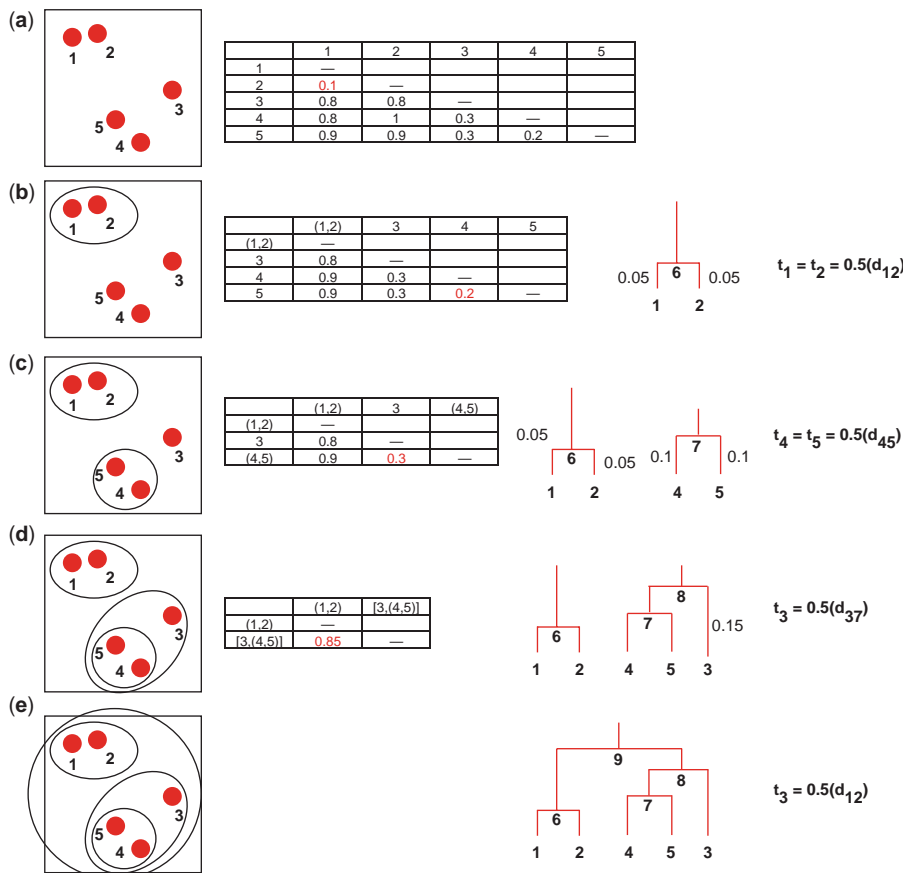 (a)
1 2
3
5
4
1 2 3 4 5
1 —
2 0.1 —
3 0.8 0.8 —
4 0.8 1 0.3 —
5 0.9 0.9 0.3 0.2 —
(b)
1 2
3
5
4
(1,2) 3 4 5
(1,2) —
3 0.8 —
4 0.9 0.3 —
5 0.9 0.3 0.2 —
0.05 6 0.05
1 2
t1 = t2 = 0.5(d12)
(c)
1 2
3
5
4
(1,2) 3 (4,5)
(1,2) —
3 0.8 —
(4,5) 0.9 0.3 —
0.05
6 0.05
1 2
7
0.1 0.1
4 5
t4 = t5 = 0.5(d45)
(d)
1 2
3
5
4
(1,2) [3,(4,5)]
(1,2) —
[3,(4,5)] 0.85 —
6
1 2
8
7 0.15
4 5 3
t3 = 0.5(d37)
(e)
1 2
3
5
4
9
8
7
6
1 2 4 5 3
t3 = 0.5(d12)